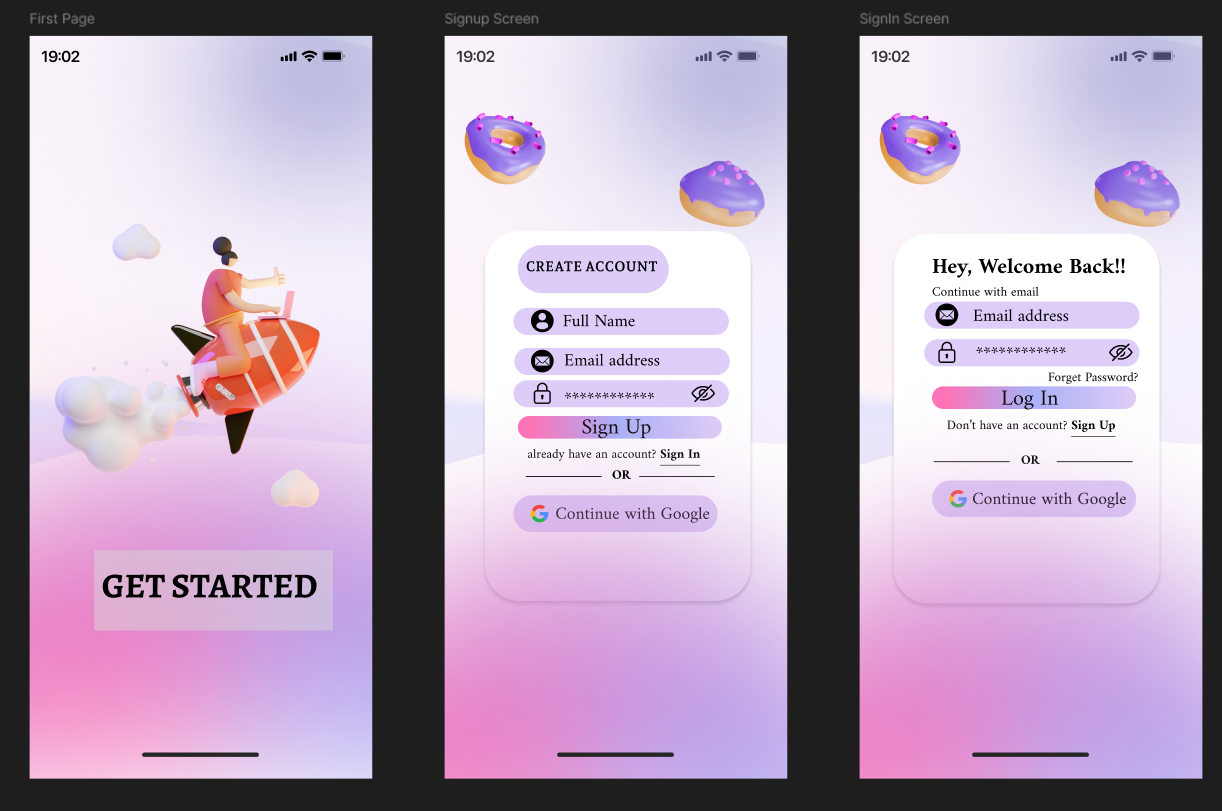 First Page
19:02
GET STARTED
Signup Screen
19:02
CREATE ACCOUNT
Full Name
Email address
************
Sign Up
already have an account? Sign In
OR
Continue with Google
SignIn Screen
19:02
Hey, Welcome Back!!
Continue with email
Email address
************
Forget Password?
Log In
Don't have an account? Sign Up
OR
Continue with Google